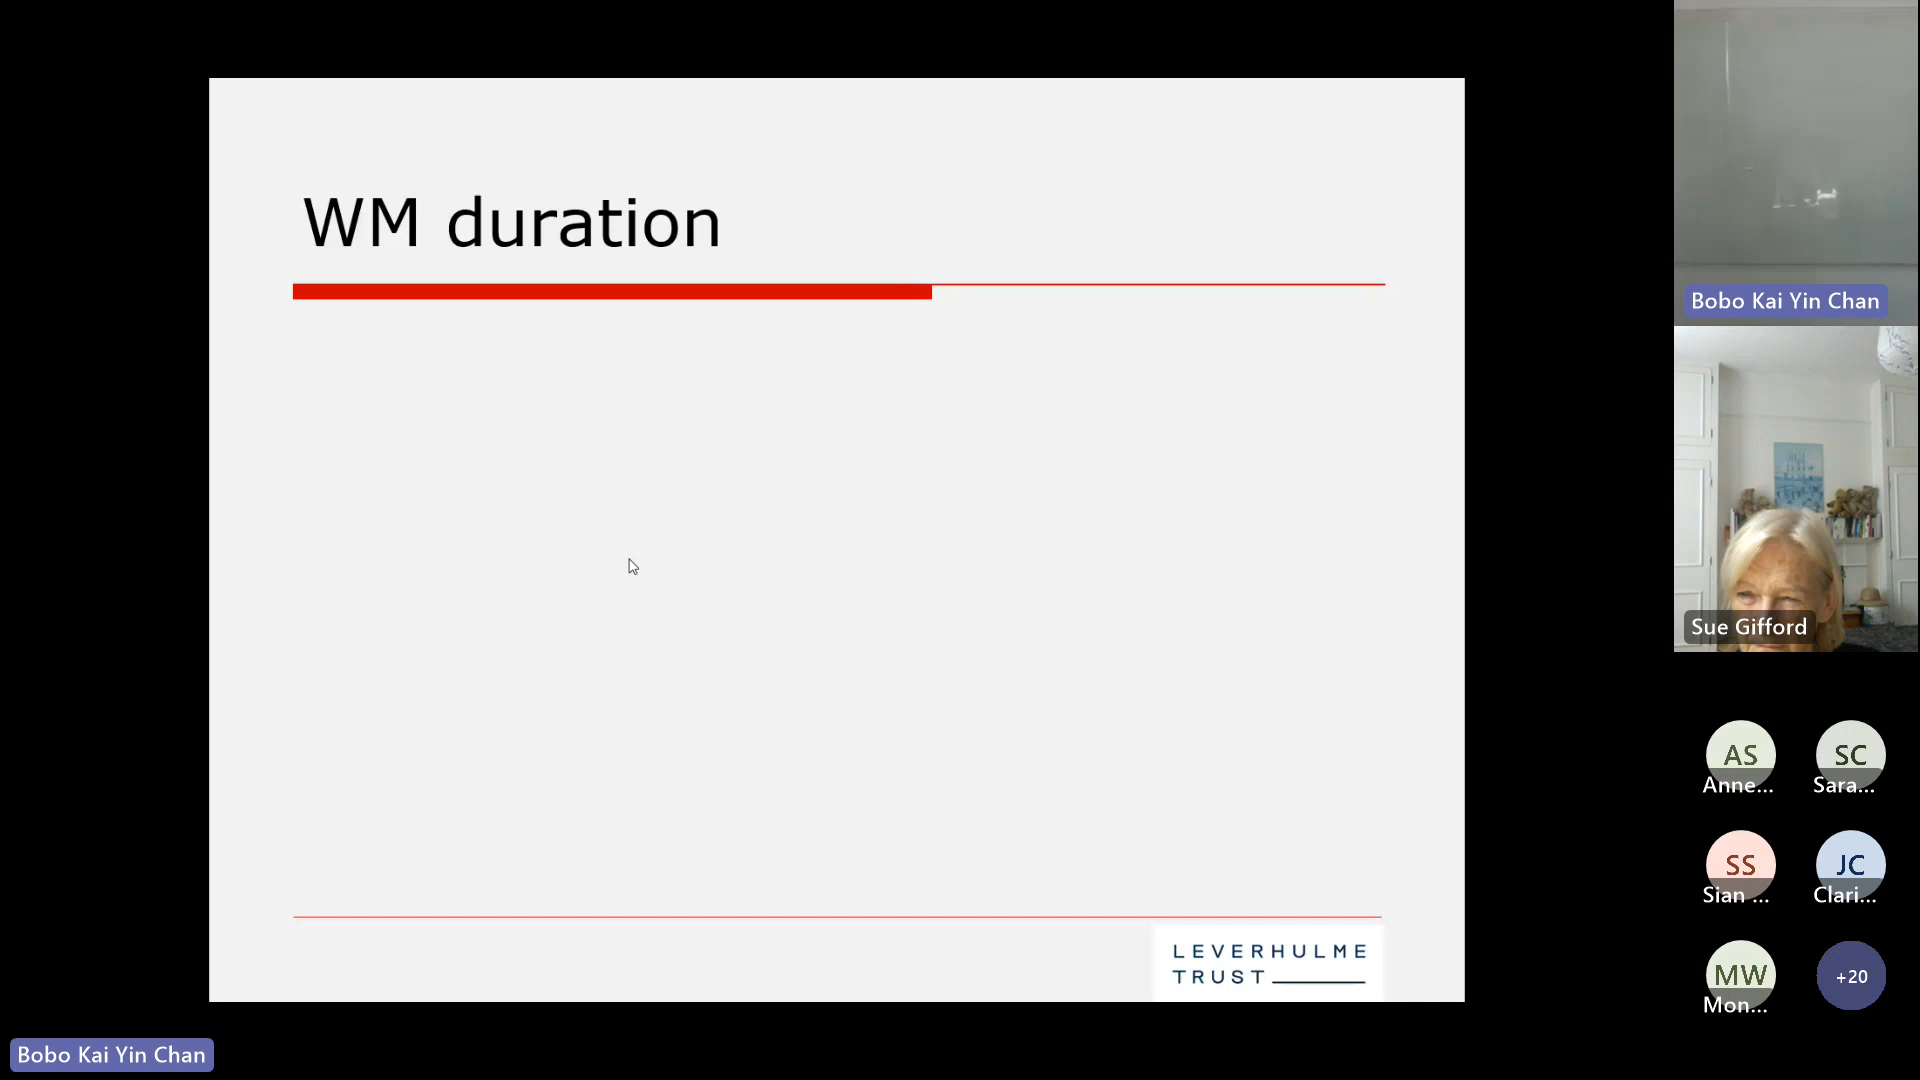 WM duration
LEVERHULME
TRUST
Bobo Kai Yin Chan
Sue Gifford
AS
Anne...
SC
Sara...
SS
Sian ...
JC
Clari...
MW
Mon...
+20
Bobo Kai Yin Chan